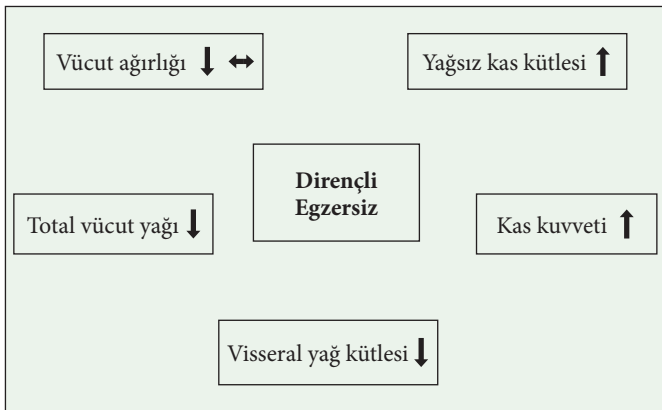 Vücut ağırlığı ↓ ↔
Yağsız kas kütlesi ↑
Dirençli
Egzersiz
Total vücut yağı ↓
Kas kuvveti ↑
Visseral yağ kütlesi ↓